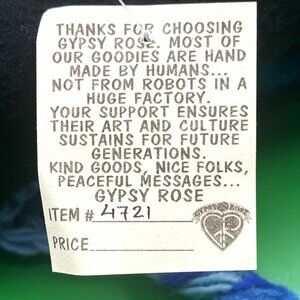 THANKS FOR CHOOSING
GYPSY ROSE. MOST OF
OUR GOODIES ARE HAND
MADE BY HUMANS...
NOT FROM ROBOTS IN A
HUGE FACTORY.
YOUR SUPPORT ENSURES
THEIR ART AND CULTURE
SUSTAINS FOR FUTURE
GENERATIONS.
KIND GOODS, NICE FOLKS,
PEACEFUL MESSAGES...
GYPSY ROSE
ITEM # 4721
GYPSY ROSE
PRICE